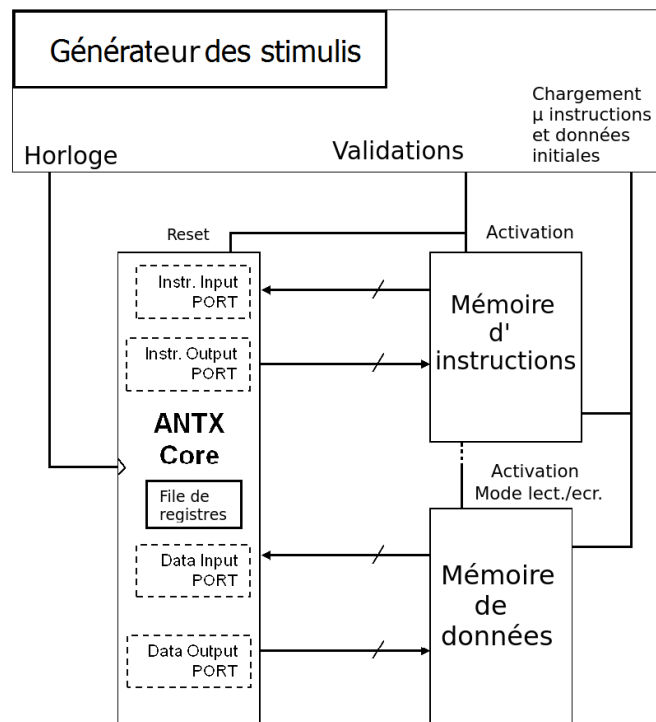 Générateur des stimulis
Chargement
µ instructions
et données
initiales
Horloge
Validations
Reset
Activation
Instr. Input
PORT
Mémoire
d'
instructions
Instr. Output
PORT
ANTX
Core
File de
registres
Activation
Mode lect./ecr.
Data Input
PORT
Mémoire
de
données
Data Output
PORT